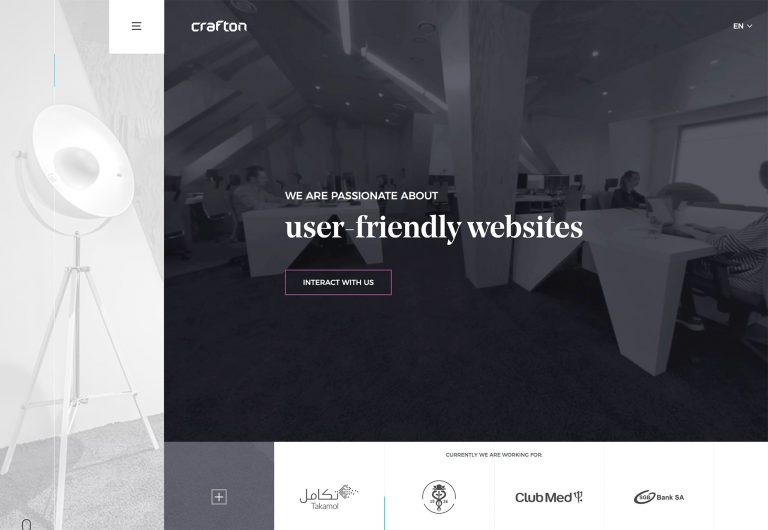 crafton
EN
WE ARE PASSIONATE ABOUT
user-friendly websites
INTERACT WITH US
CURRENTLY WE ARE WORKING FOR:
تكامل
Takamol
Club Med
SGB Bank SA